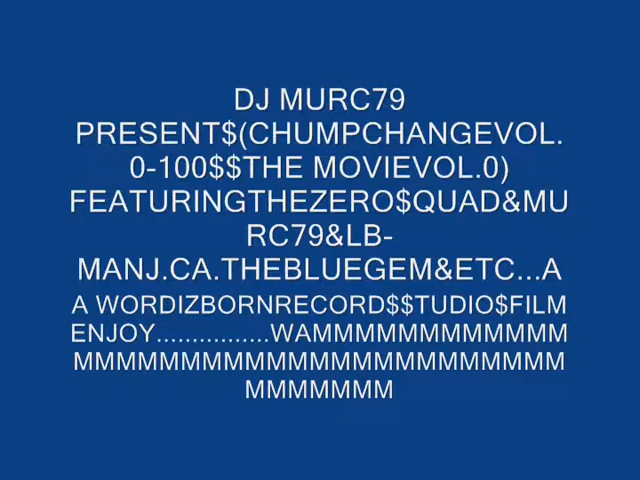 DJ MURC79
PRESENT$(CHUMPCHANGEVOL.
0-100$$THE MOVIEVOL.0)
FEATURINGTHEZERO$QUAD&MU
RC79&LB-
MANJ.CA.THEBLUEGEM&ETC...A
A WORDIZBORNRECORD$$TUDIO$FILM
ENJOY................WAMMMMMMMMMMMM
MMMMMMMMMMMMMMMMMMMMMMM
MMMMMMM